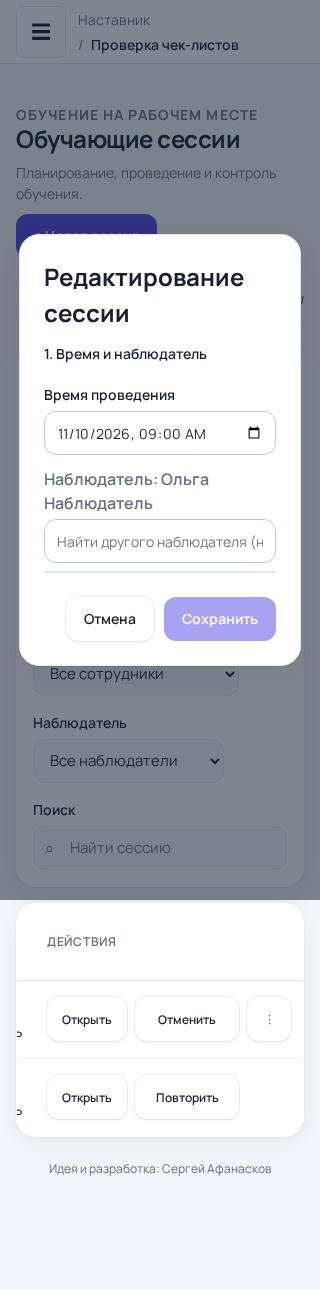 ☰
Наставник
/ Проверка чек-листов
ОБУЧЕНИЕ НА РАБОЧЕМ МЕСТЕ
Обучающие сессии
Планирование, проведение и контроль
обучения.
Редактирование
сессии
1. Время и наблюдатель
Время проведения
11/10/2026, 09:00 AM
Наблюдатель: Ольга
Наблюдатель
Найти другого наблюдателя (н
Отмена
Сохранить
Все сотрудники
Наблюдатель
Все наблюдатели
Поиск
⌕ Найти сессию
ДЕЙСТВИЯ
ь
Открыть
Отменить
⋮
ь
Открыть
Повторить
Идея и разработка: Сергей Афанасков